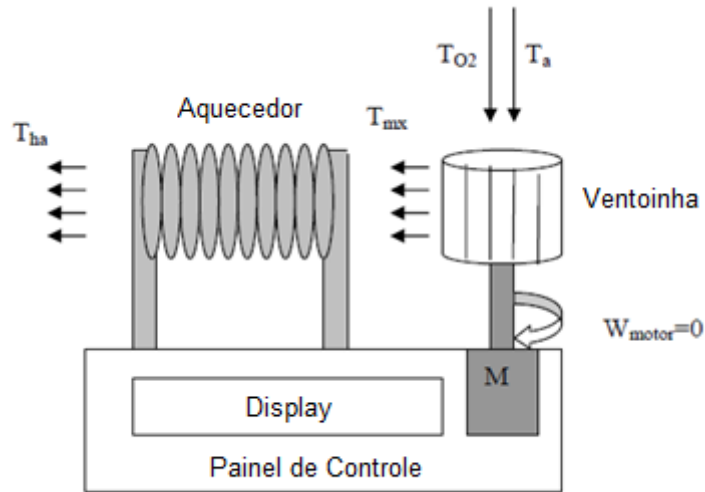 T_O2 T_a
Aquecedor
T_ha
T_mx
Ventoinha
W_motor=0
M
Display
Painel de Controle